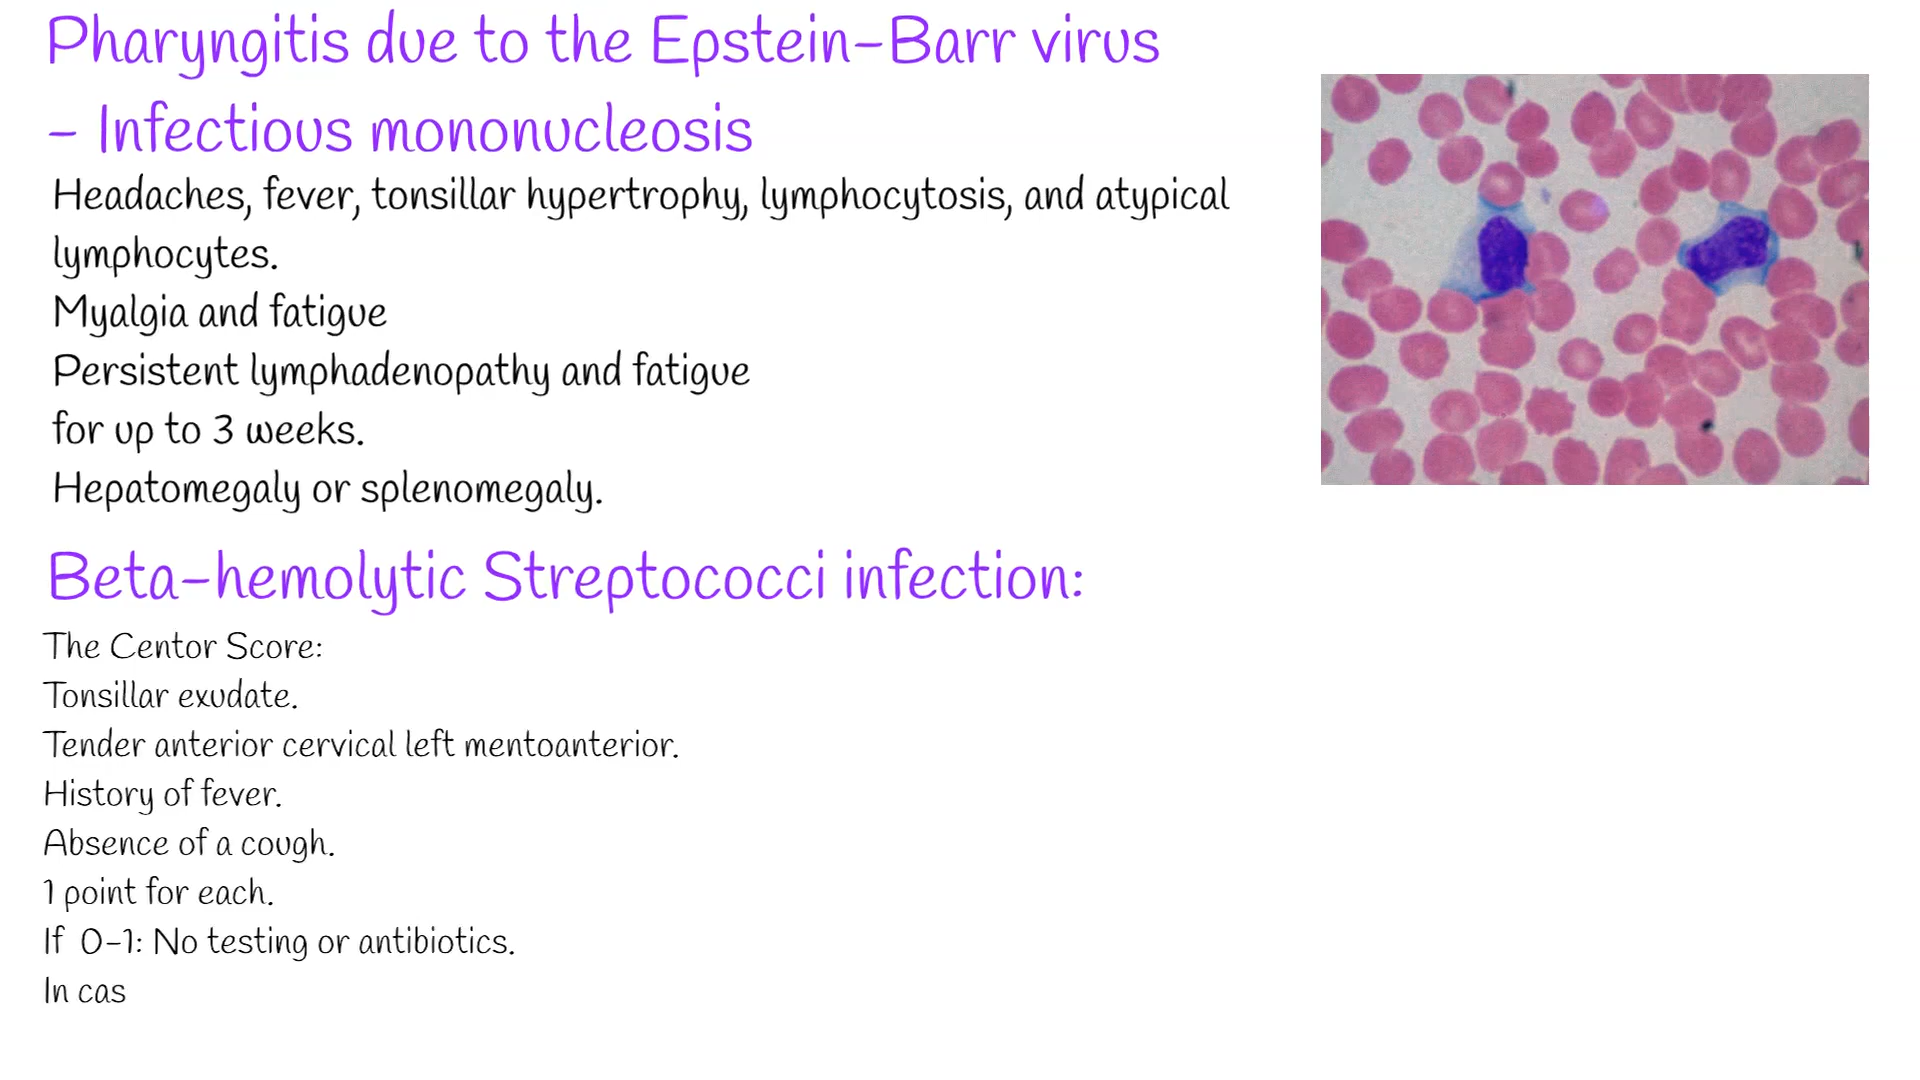 Pharyngitis due to the Epstein-Barr virus
- Infectious mononucleosis
Headaches, fever, tonsillar hypertrophy, lymphocytosis, and atypical
lymphocytes.
Myalgia and fatigue
Persistent lymphadenopathy and fatigue
for up to 3 weeks.
Hepatomegaly or splenomegaly.
Beta-hemolytic Streptococci infection:
The Centor Score:
Tonsillar exudate.
Tender anterior cervical left mentoanterior.
History of fever.
Absence of a cough.
1 point for each.
If 0-1: No testing or antibiotics.
In cas